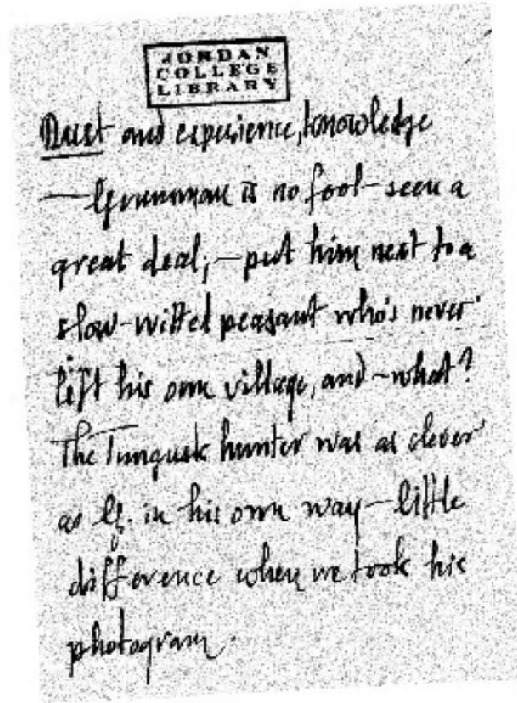 JORDAN
COLLEGE
LIBRARY
Dust and experience, knowledge
—Grumman is no fool—seen a
great deal;—put him next to a
slow-witted peasant who's never
left his own village, and—what?
The Tungusk hunter was as clever
as G. in his own way—little
difference when we took his
photogram.